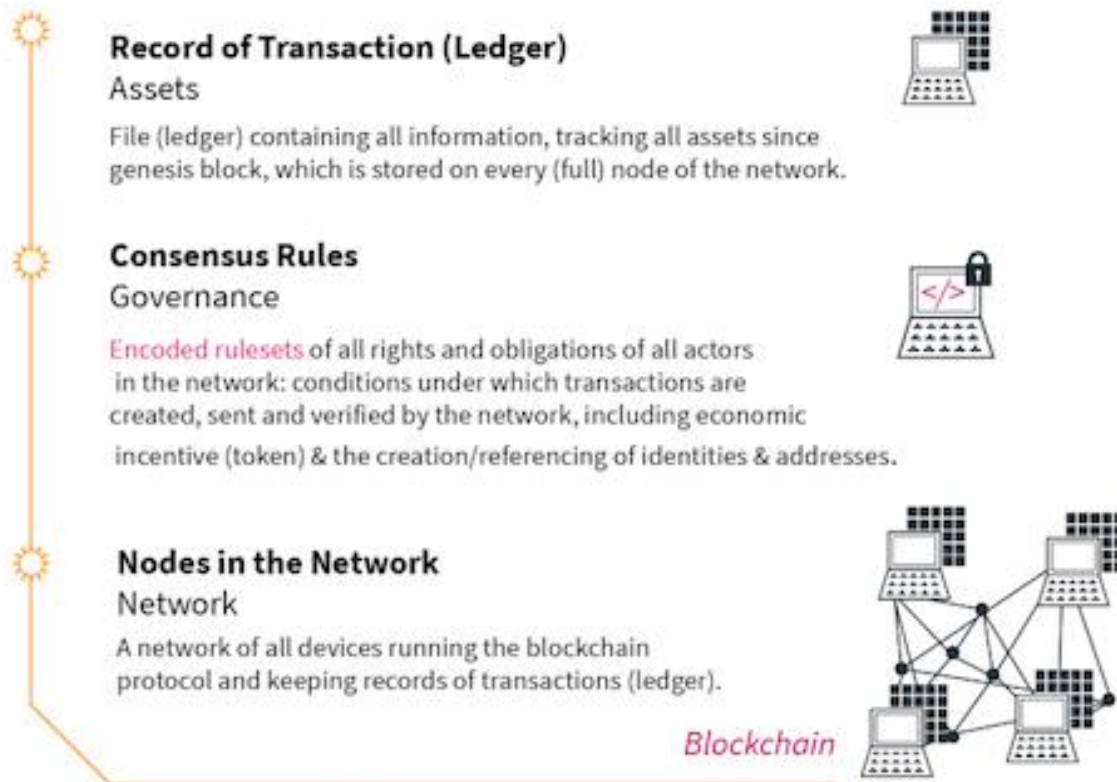 Record of Transaction (Ledger)
Assets
File (ledger) containing all information, tracking all assets since
genesis block, which is stored on every (full) node of the network.
Consensus Rules
Governance
</>
Encoded rulesets of all rights and obligations of all actors
in the network: conditions under which transactions are
created, sent and verified by the network, including economic
incentive (token) & the creation/referencing of identities & addresses.
Nodes in the Network
Network
A network of all devices running the blockchain
protocol and keeping records of transactions (ledger).
Blockchain